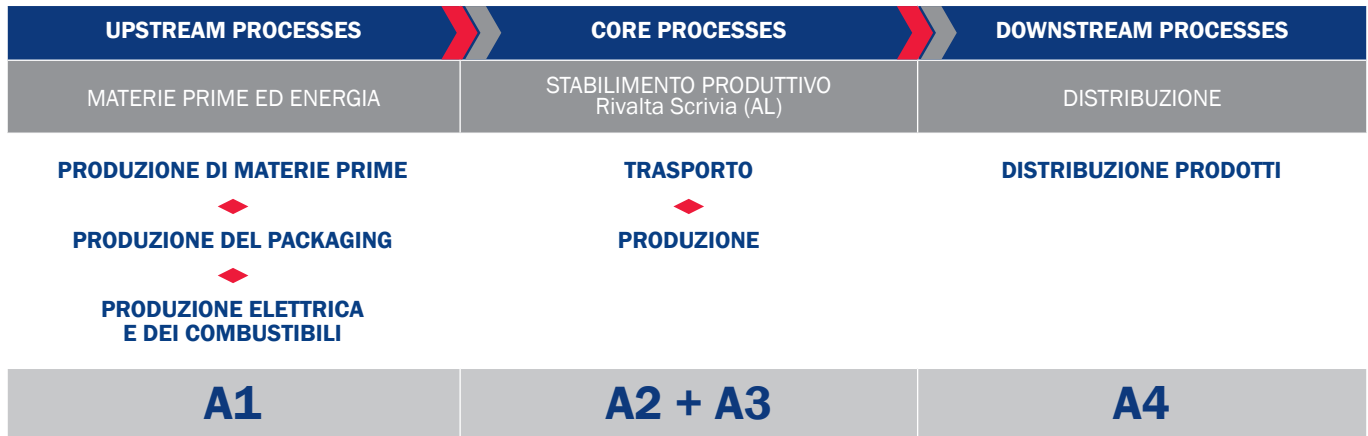 UPSTREAM PROCESSES
CORE PROCESSES
DOWNSTREAM PROCESSES
MATERIE PRIME ED ENERGIA
STABILIMENTO PRODUTTIVO
Rivalta Scrivia (AL)
DISTRIBUZIONE
PRODUZIONE DI MATERIE PRIME
PRODUZIONE DEL PACKAGING
PRODUZIONE ELETTRICA
E DEI COMBUSTIBILI
TRASPORTO
PRODUZIONE
DISTRIBUZIONE PRODOTTI
A1
A2 + A3
A4